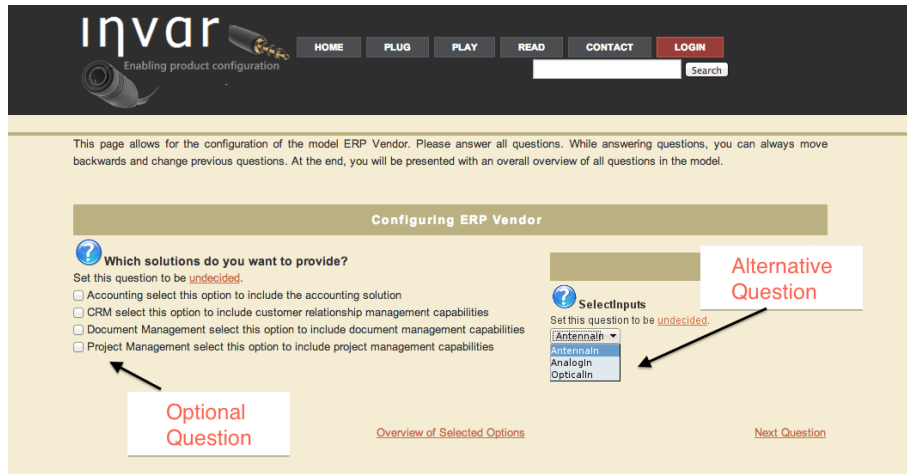 invar
Enabling product configuration
HOME PLUG PLAY READ CONTACT LOGIN
Search
This page allows for the configuration of the model ERP Vendor. Please answer all questions. While answering questions, you can always move
backwards and change previous questions. At the end, you will be presented with an overall overview of all questions in the model.
Configuring ERP Vendor
Which solutions do you want to provide?
Set this question to be undecided.
Accounting select this option to include the accounting solution
CRM select this option to include customer relationship management capabilities
Document Management select this option to include document management capabilities
Project Management select this option to include project management capabilities
Optional
Question
SelectInputs
Set this question to be undecided.
AntennaIn
AntennaIn
AnalogIn
OpticalIn
Alternative
Question
Overview of Selected Options
Next Question